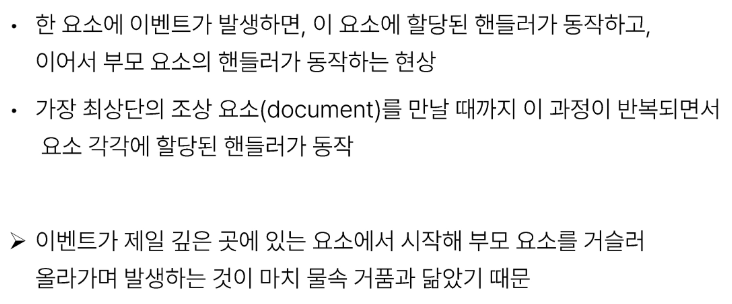 • 한 요소에 이벤트가 발생하면, 이 요소에 할당된 핸들러가 동작하고,
이어서 부모 요소의 핸들러가 동작하는 현상
• 가장 최상단의 조상 요소(document)를 만날 때까지 이 과정이 반복되면서
요소 각각에 할당된 핸들러가 동작
➢ 이벤트가 제일 깊은 곳에 있는 요소에서 시작해 부모 요소를 거슬러
올라가며 발생하는 것이 마치 물속 거품과 닮았기 때문